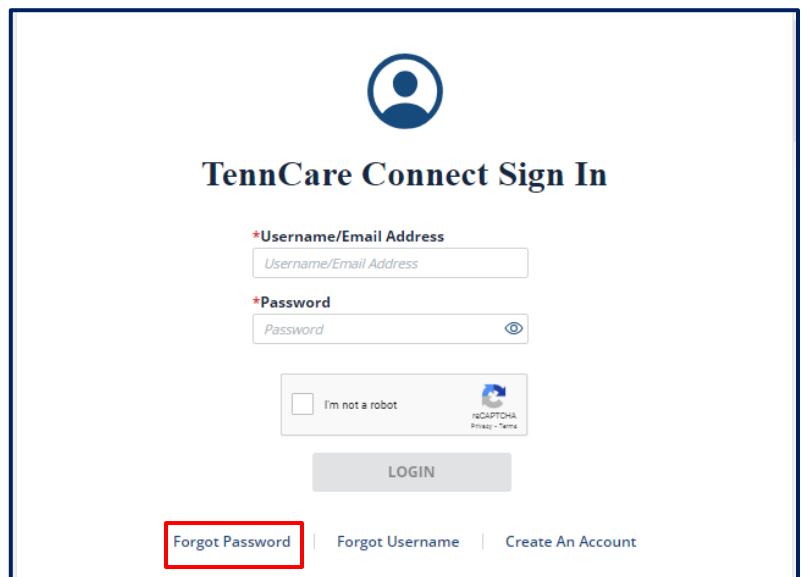 TennCare Connect Sign In
*Username/Email Address
Username/Email Address
*Password
Password
I'm not a robot
reCAPTCHA
Privacy - Terms
LOGIN
Forgot Password | Forgot Username | Create An Account